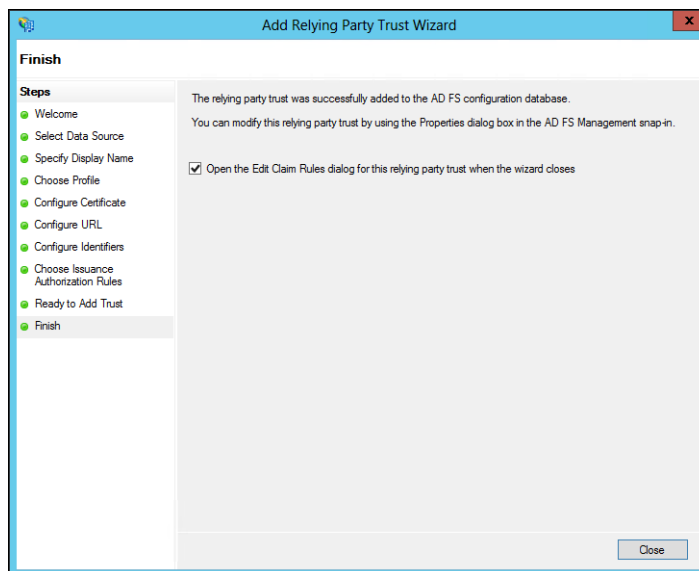 Add Relying Party Trust Wizard
x
Finish
Steps
Welcome
Select Data Source
Specify Display Name
Choose Profile
Configure Certificate
Configure URL
Configure Identifiers
Choose Issuance
Authorization Rules
Ready to Add Trust
Finish
The relying party trust was successfully added to the AD FS configuration database.
You can modify this relying party trust by using the Properties dialog box in the AD FS Management snap-in.
Open the Edit Claim Rules dialog for this relying party trust when the wizard closes
Close